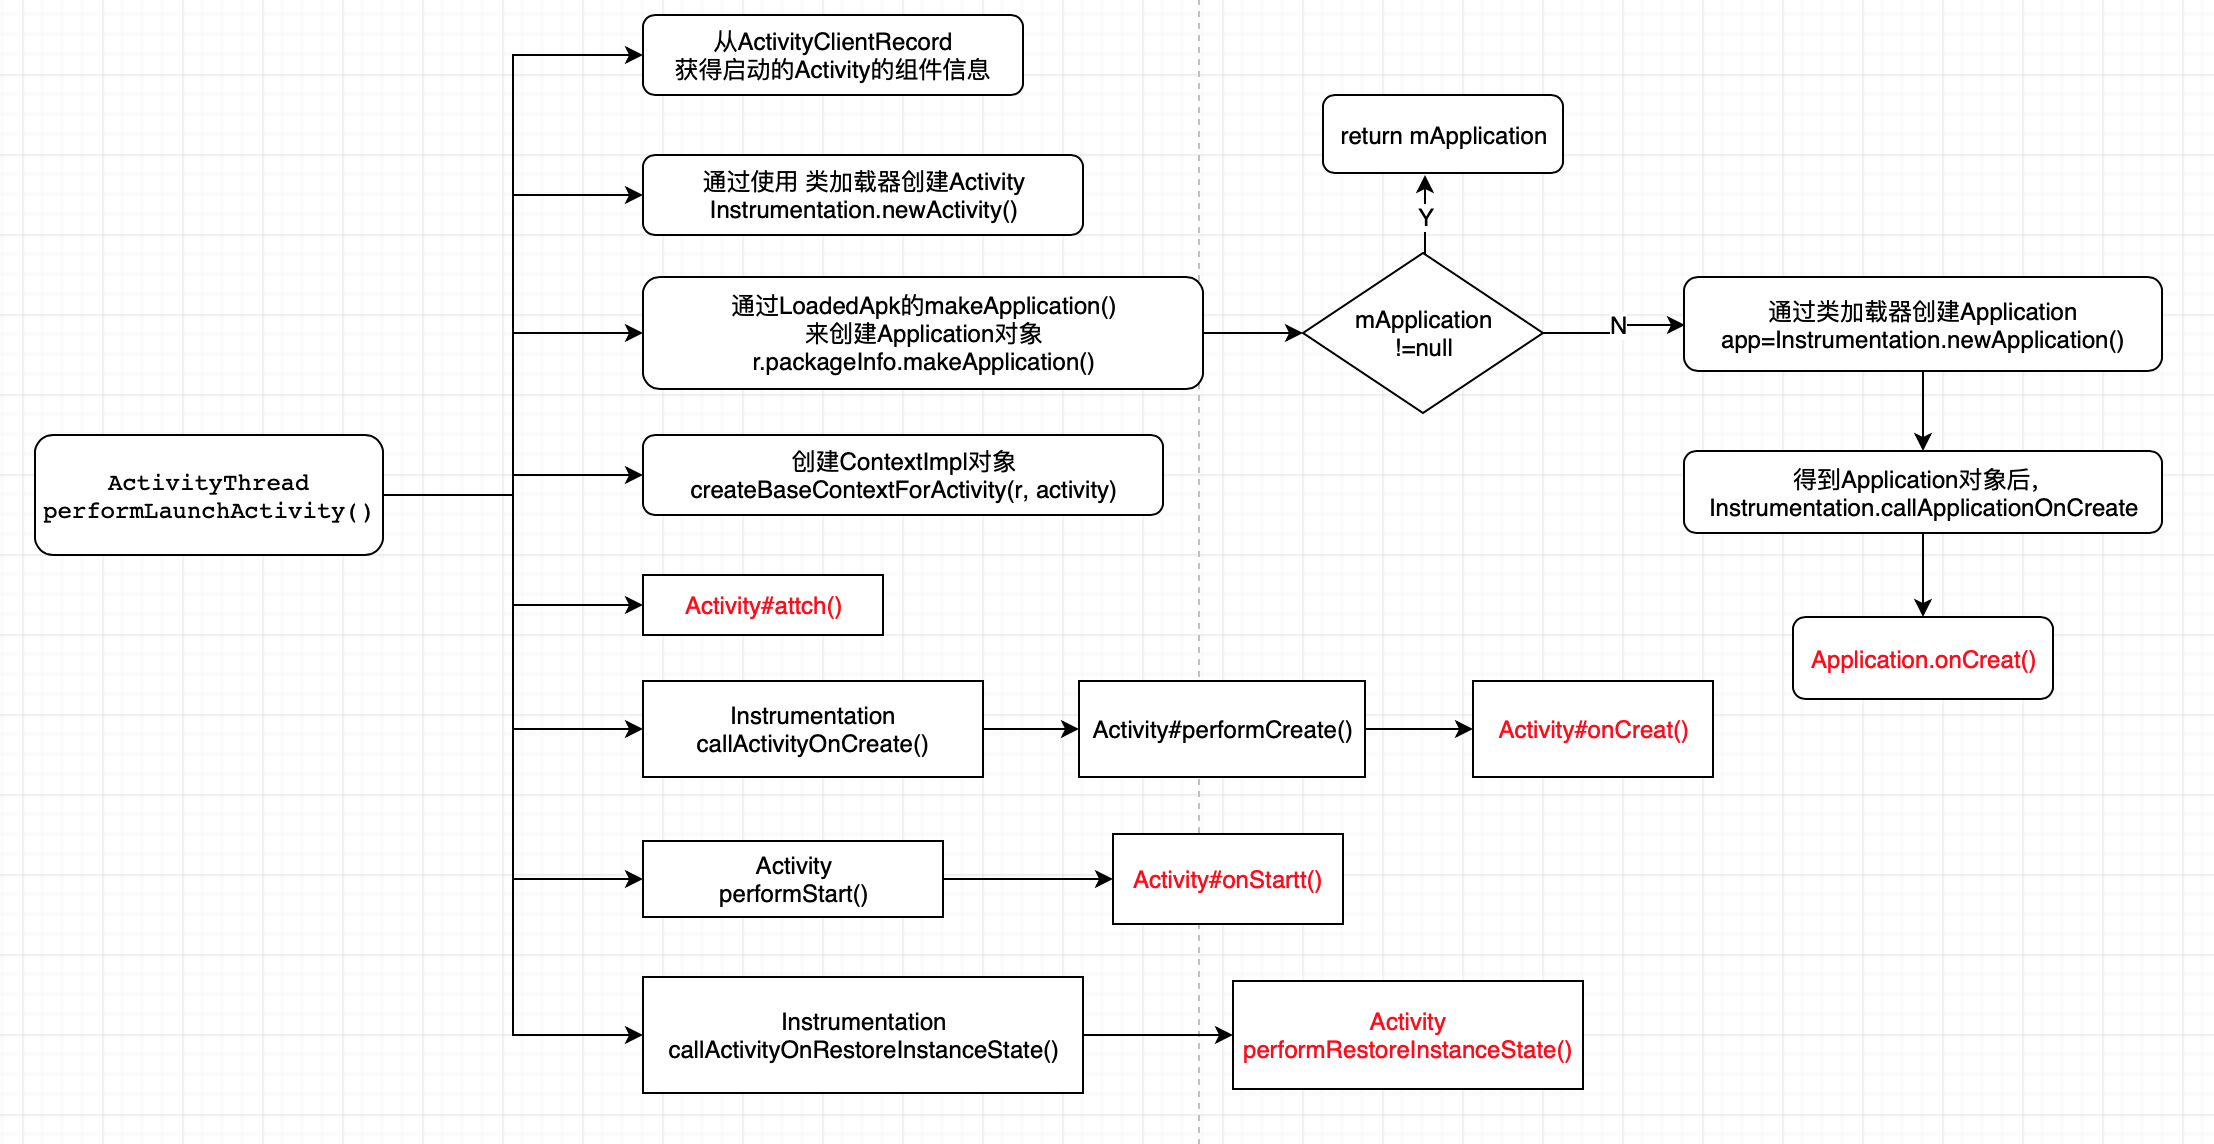 从ActivityClientRecord
获得启动的Activity的组件信息
return mApplication
通过使用 类加载器创建Activity
Instrumentation.newActivity()
Y
通过LoadedApk的makeApplication()
来创建Application对象
r.packageInfo.makeApplication()
mApplication
!=null
N
通过类加载器创建Application
app=Instrumentation.newApplication()
ActivityThread
performLaunchActivity()
创建ContextImpl对象
createBaseContextForActivity(r, activity)
得到Application对象后，
Instrumentation.callApplicationOnCreate
Activity#attch()
Application.onCreat()
Instrumentation
callActivityOnCreate()
Activity#performCreate()
Activity#onCreat()
Activity
performStart()
Activity#onStartt()
Instrumentation
callActivityOnRestoreInstanceState()
Activity
performRestoreInstanceState()